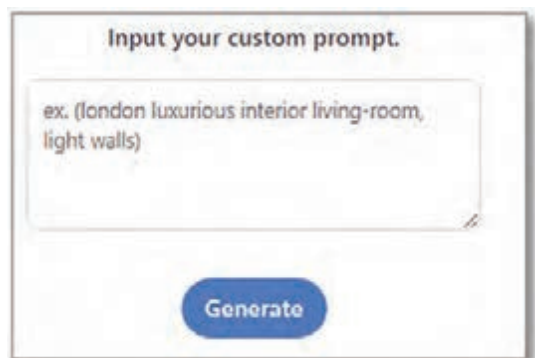 Input your custom prompt.
ex. (london luxurious interior living-room,
light walls)
Generate